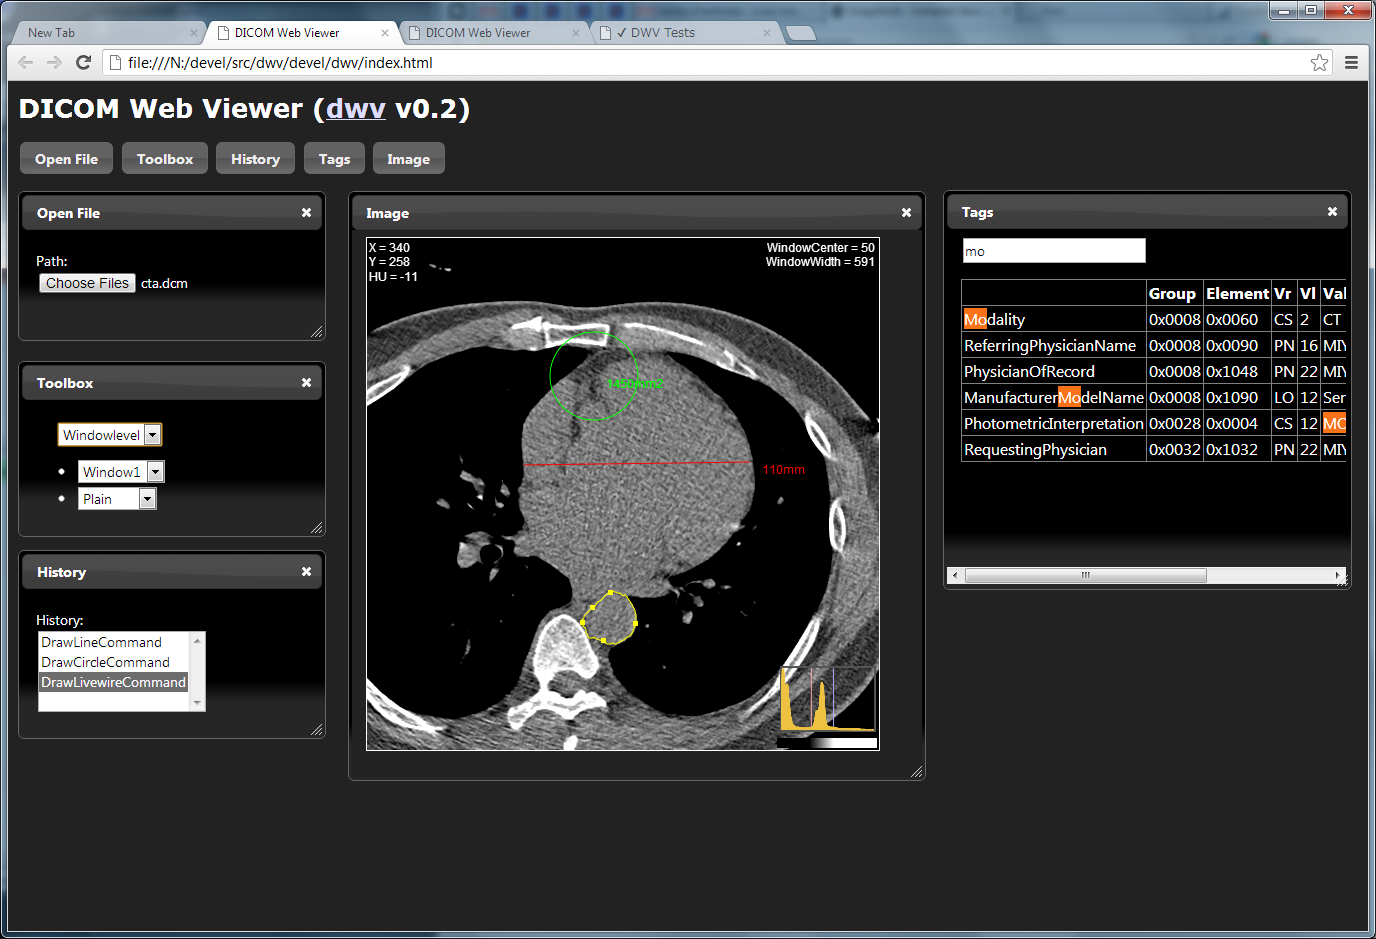 New Tab
DICOM Web Viewer
DICOM Web Viewer
✓ DWV Tests
file:///N:/devel/src/dwv/devel/dwv/index.html
DICOM Web Viewer (dwv v0.2)
Open File Toolbox History Tags Image
Open File
Path:
Choose Files cta.dcm
Toolbox
Windowlevel
Window1
Plain
History
History:
DrawLineCommand
DrawCircleCommand
DrawLivewireCommand
Image
X = 340
Y = 258
HU = -11
WindowCenter = 50
WindowWidth = 591
1450mm2
110mm
Tags
mo
Group Element Vr Vl Val
Modality 0x0008 0x0060 CS 2 CT
ReferringPhysicianName 0x0008 0x0090 PN 16 MIY
PhysicianOfRecord 0x0008 0x1048 PN 22 MIY
ManufacturerModelName 0x0008 0x1090 LO 12 Ser
PhotometricInterpretation 0x0028 0x0004 CS 12 MO
RequestingPhysician 0x0032 0x1032 PN 22 MIY